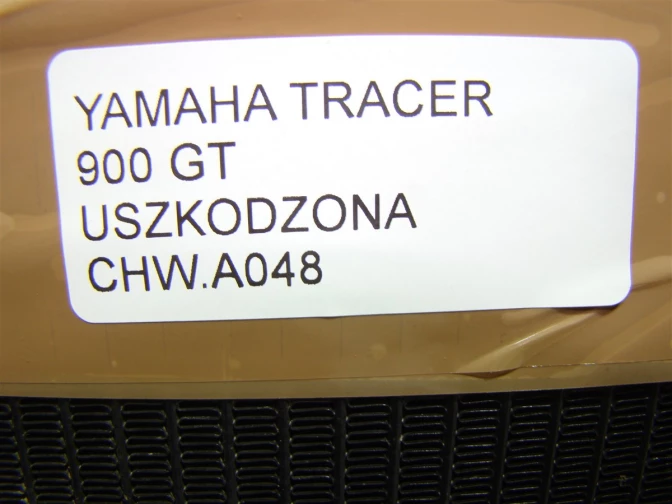 YAMAHA TRACER
900 GT
USZKODZONA
CHW.A048